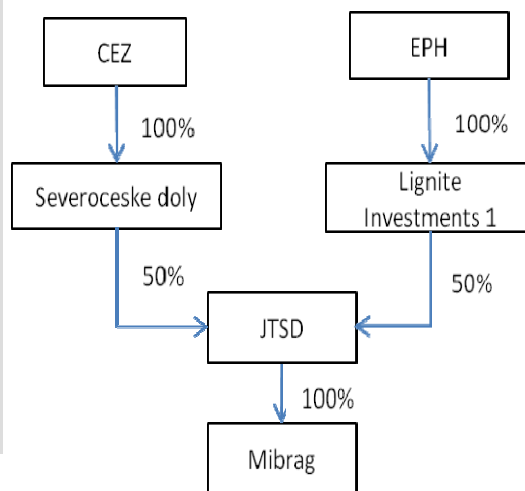 CEZ
EPH
100%
100%
Severoceske doly
Lignite
Investments 1
50%
50%
JTSD
100%
Mibrag